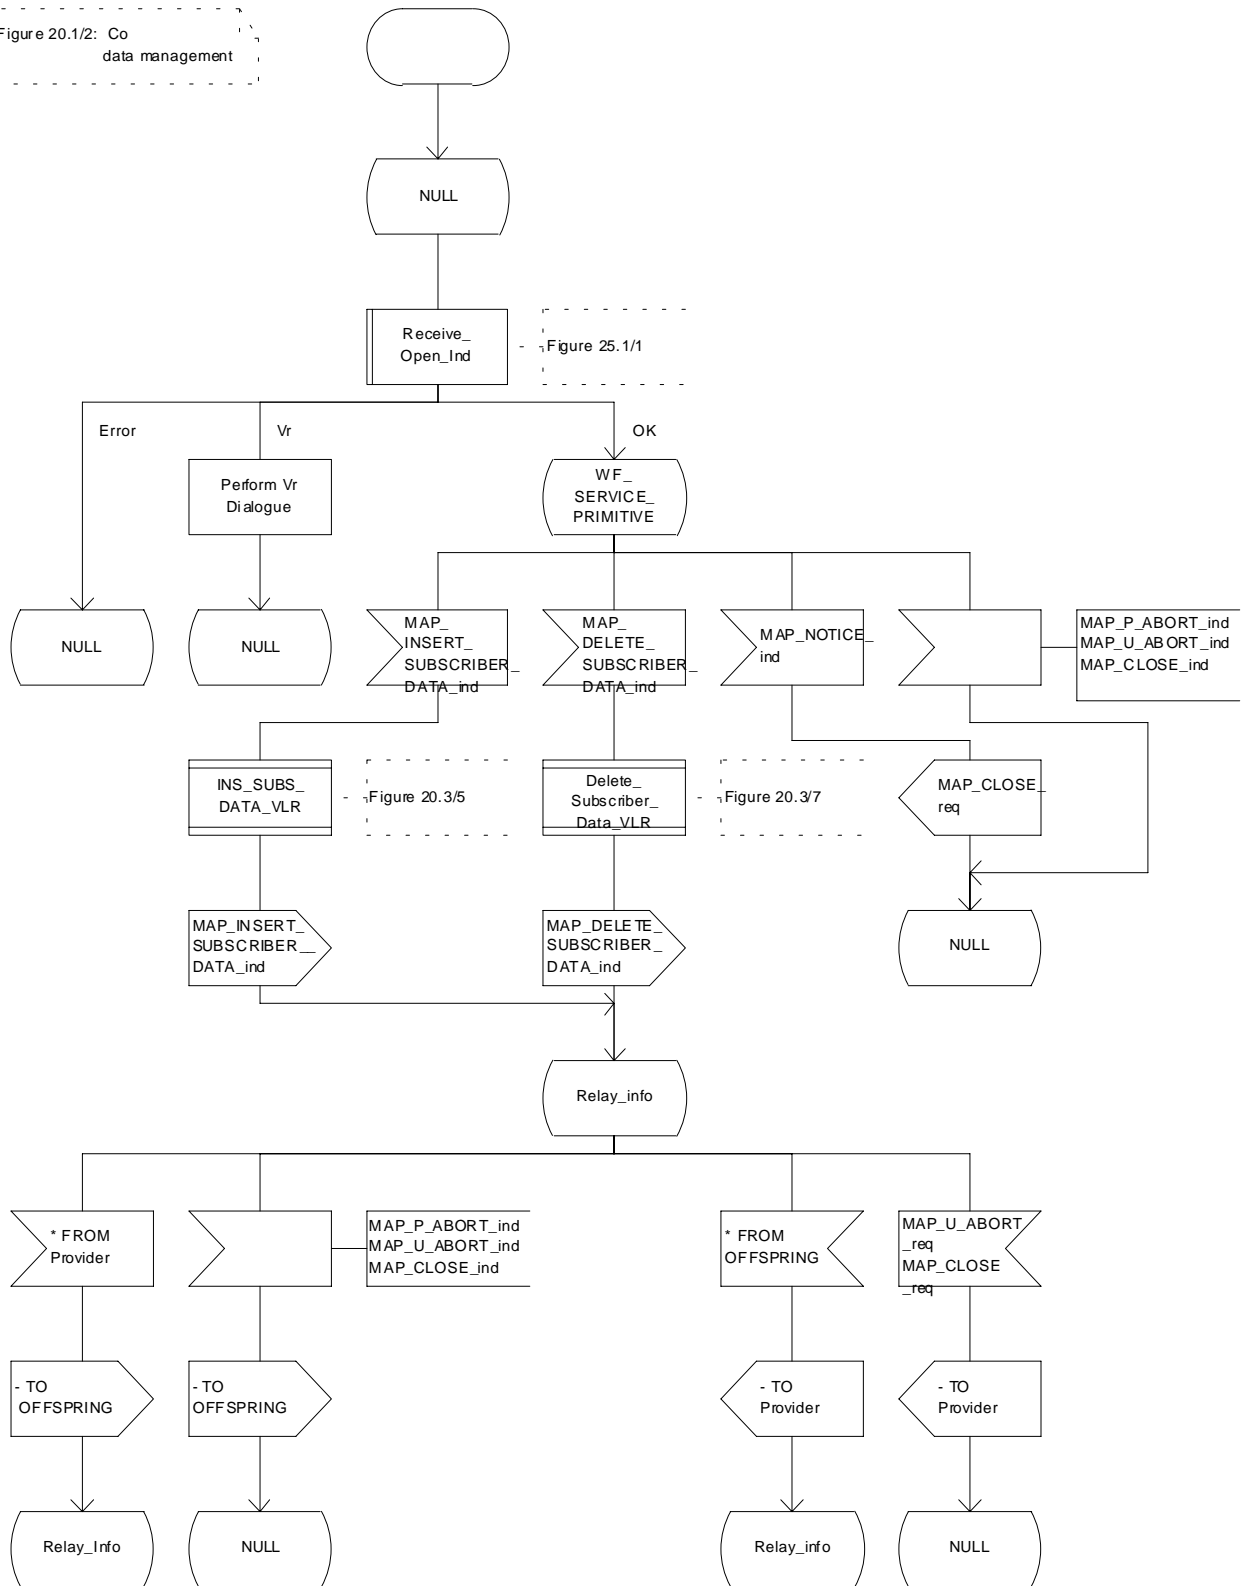 Figure 20.1/2: Co
data management
NULL
Receive_
Open_Ind
Figure 25.1/1
Error
Vr
OK
Perform Vr
Dialogue
WF_
SERVICE_
PRIMITIVE
NULL
NULL
MAP_
INSERT_
SUBSCRIBER_
DATA_ind
MAP_
DELETE_
SUBSCRIBER_
DATA_ind
MAP_NOTICE_
ind
MAP_P_ABORT_ind
MAP_U_ABORT_ind
MAP_CLOSE_ind
INS_SUBS_
DATA_VLR
Figure 20.3/5
Delete_
Subscriber_
Data_VLR
Figure 20.3/7
MAP_CLOSE_
req
MAP_INSERT_
SUBSCRIBER__
DATA_ind
MAP_DELETE_
SUBSCRIBER_
DATA_ind
NULL
Relay_info
* FROM
Provider
MAP_P_ABORT_ind
MAP_U_ABORT_ind
MAP_CLOSE_ind
* FROM
OFFSPRING
MAP_U_ABORT
_req
MAP_CLOSE
_req
- TO
OFFSPRING
- TO
OFFSPRING
- TO
Provider
- TO
Provider
Relay_Info
NULL
Relay_info
NULL